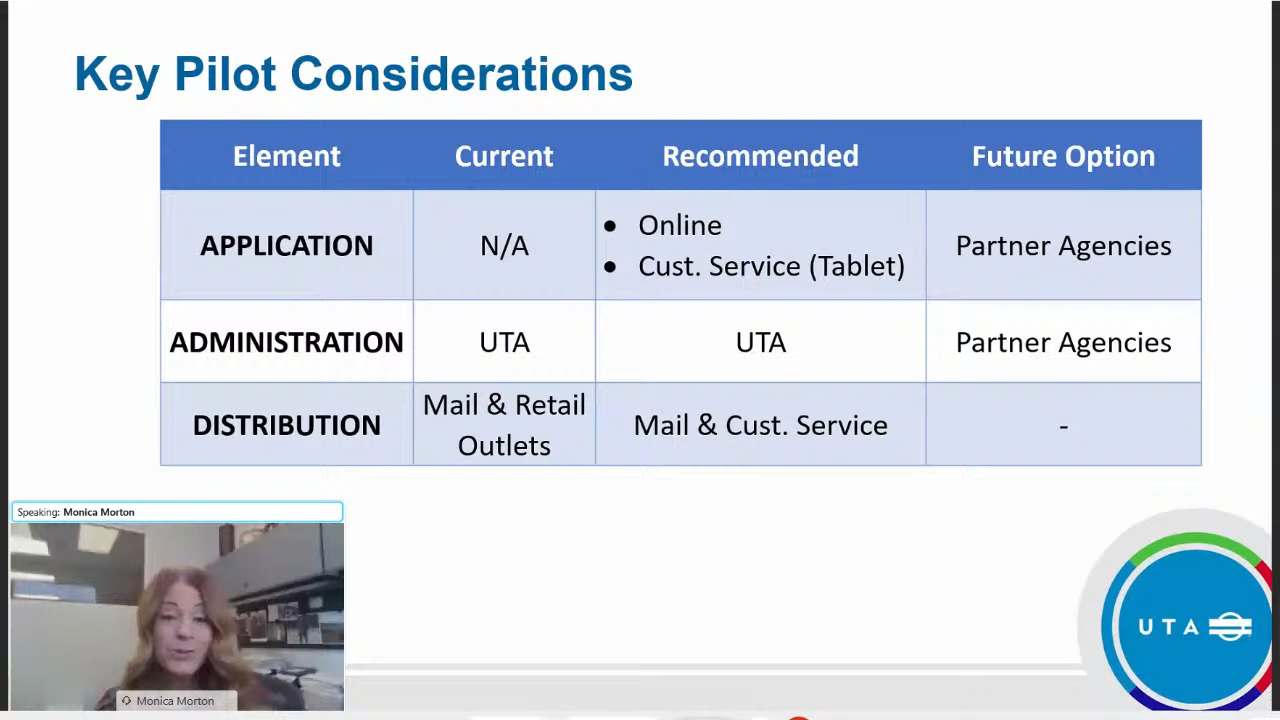 Key Pilot Considerations
Element Current Recommended Future Option
APPLICATION N/A • Online Partner Agencies
• Cust. Service (Tablet)
ADMINISTRATION UTA UTA Partner Agencies
DISTRIBUTION Mail & Retail Mail & Cust. Service -
Outlets
Speaking: Monica Morton
Monica Morton
UTA